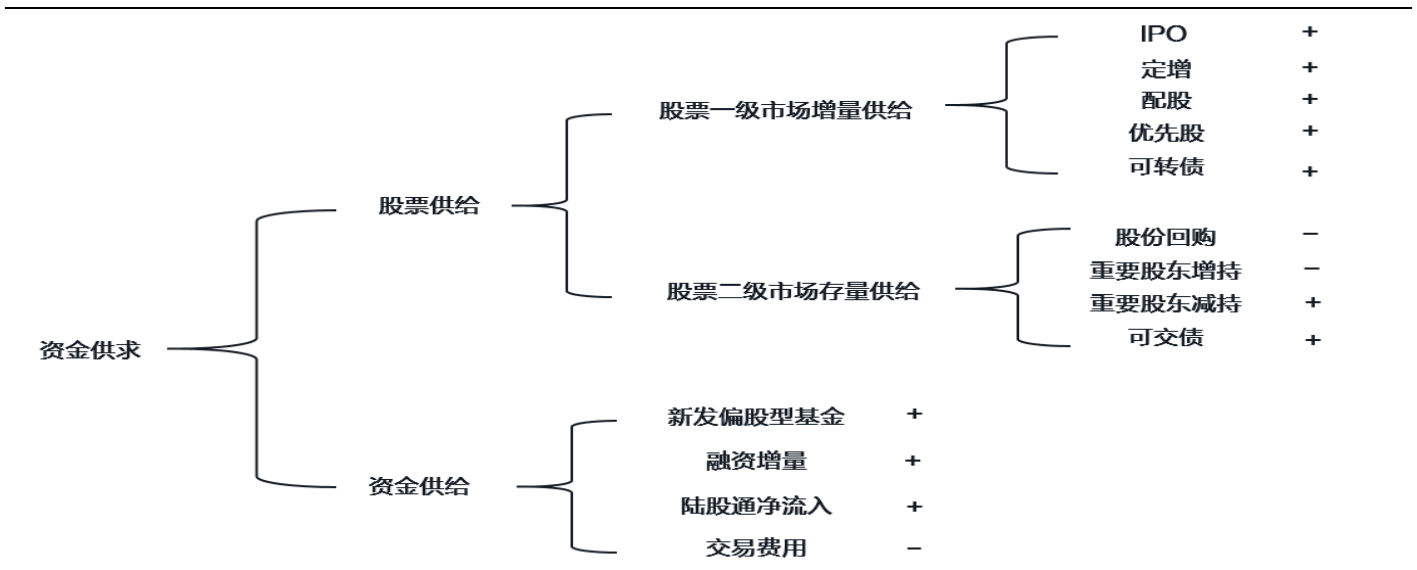 IPO +
定增 +
配股 +
股票一级市场增量供给
优先股 +
可转债 +
股票供给
股份回购 −
重要股东增持 −
股票二级市场存量供给
重要股东减持 +
可交债 +
资金供求
新发偏股型基金 +
融资增量 +
资金供给
陆股通净流入 +
交易费用 −